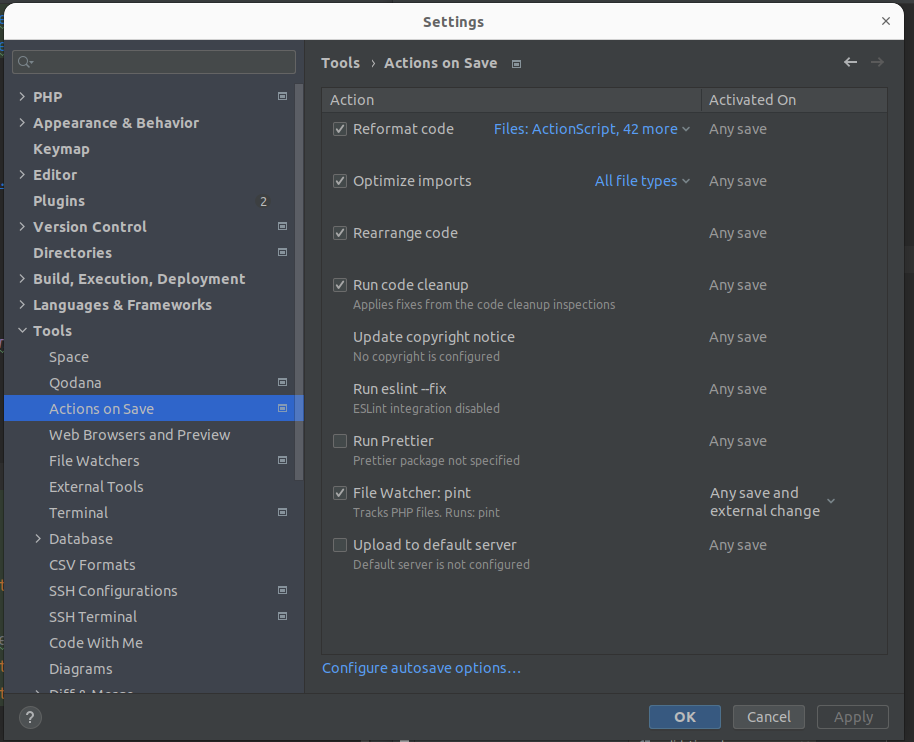 Settings
Tools › Actions on Save
PHP
Appearance & Behavior
Keymap
Editor
Plugins 2
Version Control
Directories
Build, Execution, Deployment
Languages & Frameworks
Tools
Space
Qodana
Actions on Save
Web Browsers and Preview
File Watchers
External Tools
Terminal
Database
CSV Formats
SSH Configurations
SSH Terminal
Code With Me
Diagrams
Action Activated On
Reformat code Files: ActionScript, 42 more Any save
Optimize imports All file types Any save
Rearrange code Any save
Run code cleanup Any save
Applies fixes from the code cleanup inspections
Update copyright notice Any save
No copyright is configured
Run eslint --fix Any save
ESLint integration disabled
Run Prettier Any save
Prettier package not specified
File Watcher: pint Any save and
external change
Tracks PHP files. Runs: pint
Upload to default server Any save
Default server is not configured
Configure autosave options...
? OK Cancel Apply